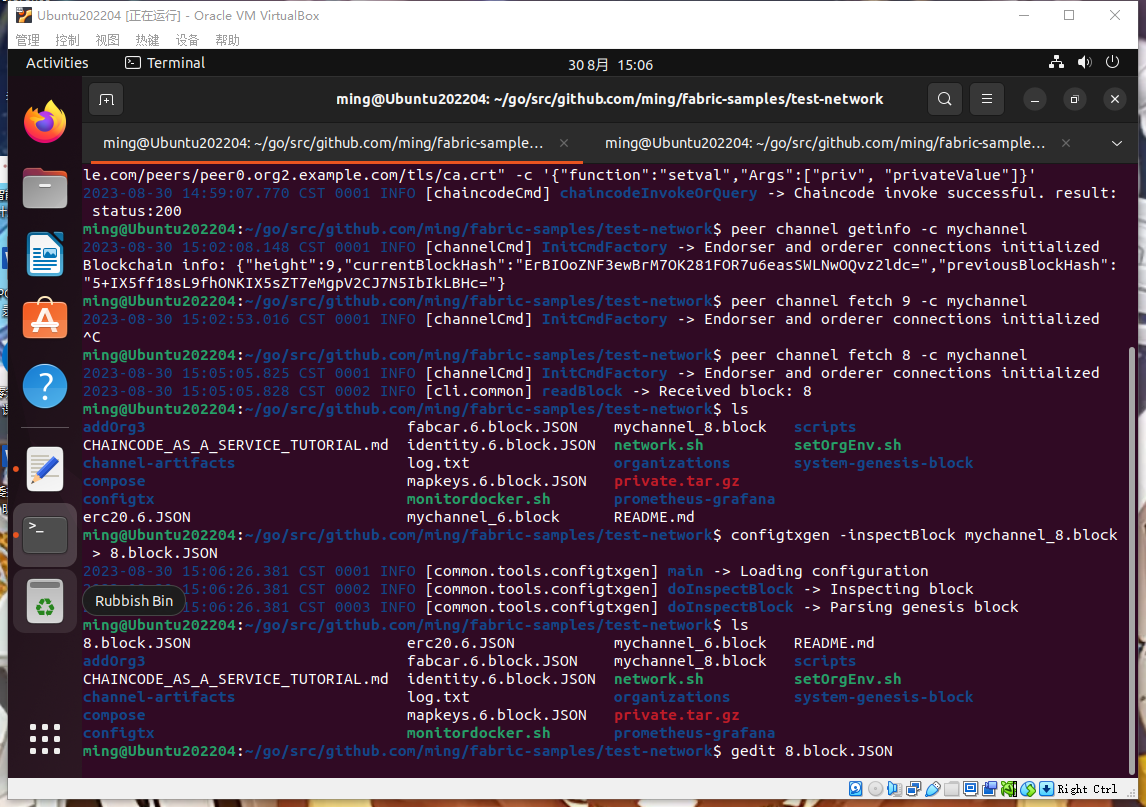 Ubuntu202204 [正在运行] - Oracle VM VirtualBox
管理 控制 视图 热键 设备 帮助
Activities Terminal 30 8月 15:06
ming@Ubuntu202204: ~/go/src/github.com/ming/fabric-samples/test-network
ming@Ubuntu202204: ~/go/src/github.com/ming/fabric-sample... × ming@Ubuntu202204: ~/go/src/github.com/ming/fabric-sample... ×
le.com/peers/peer0.org2.example.com/tls/ca.crt" -c '{"function":"setval","Args":["priv", "privateValue"]}'
2023-08-30 14:59:07.770 CST 0001 INFO [chaincodeCmd] chaincodeInvokeOrQuery -> Chaincode invoke successful. result:
status:200
ming@Ubuntu202204:~/go/src/github.com/ming/fabric-samples/test-network$ peer channel getinfo -c mychannel
2023-08-30 15:02:08.148 CST 0001 INFO [channelCmd] InitCmdFactory -> Endorser and orderer connections initialized
Blockchain info: {"height":9,"currentBlockHash":"ErBIOoZNF3ewBrM7OK281FOR7u6easSWLNwOQvz2ldc=","previousBlockHash":
"5+IX5ff18sL9fhONKIX5sZT7eMgpV2CJ7N5IbIkLBHc="}
ming@Ubuntu202204:~/go/src/github.com/ming/fabric-samples/test-network$ peer channel fetch 9 -c mychannel
2023-08-30 15:02:53.016 CST 0001 INFO [channelCmd] InitCmdFactory -> Endorser and orderer connections initialized
^C
ming@Ubuntu202204:~/go/src/github.com/ming/fabric-samples/test-network$ peer channel fetch 8 -c mychannel
2023-08-30 15:05:05.825 CST 0001 INFO [channelCmd] InitCmdFactory -> Endorser and orderer connections initialized
2023-08-30 15:05:05.828 CST 0002 INFO [cli.common] readBlock -> Received block: 8
ming@Ubuntu202204:~/go/src/github.com/ming/fabric-samples/test-network$ ls
addOrg3 fabcar.6.block.JSON mychannel_8.block scripts
CHAINCODE_AS_A_SERVICE_TUTORIAL.md identity.6.block.JSON network.sh setOrgEnv.sh
channel-artifacts log.txt organizations system-genesis-block
compose mapkeys.6.block.JSON private.tar.gz
configtx monitordocker.sh prometheus-grafana
erc20.6.JSON mychannel_6.block README.md
ming@Ubuntu202204:~/go/src/github.com/ming/fabric-samples/test-network$ configtxgen -inspectBlock mychannel_8.block
> 8.block.JSON
2023-08-30 15:06:26.381 CST 0001 INFO [common.tools.configtxgen] main -> Loading configuration
Rubbish Bin 15:06:26.381 CST 0002 INFO [common.tools.configtxgen] doInspectBlock -> Inspecting block
15:06:26.381 CST 0003 INFO [common.tools.configtxgen] doInspectBlock -> Parsing genesis block
ming@Ubuntu202204:~/go/src/github.com/ming/fabric-samples/test-network$ ls
8.block.JSON erc20.6.JSON mychannel_6.block README.md
addOrg3 fabcar.6.block.JSON mychannel_8.block scripts
CHAINCODE_AS_A_SERVICE_TUTORIAL.md identity.6.block.JSON network.sh setOrgEnv.sh
channel-artifacts log.txt organizations system-genesis-block
compose mapkeys.6.block.JSON private.tar.gz
configtx monitordocker.sh prometheus-grafana
ming@Ubuntu202204:~/go/src/github.com/ming/fabric-samples/test-network$ gedit 8.block.JSON
Right Ctrl